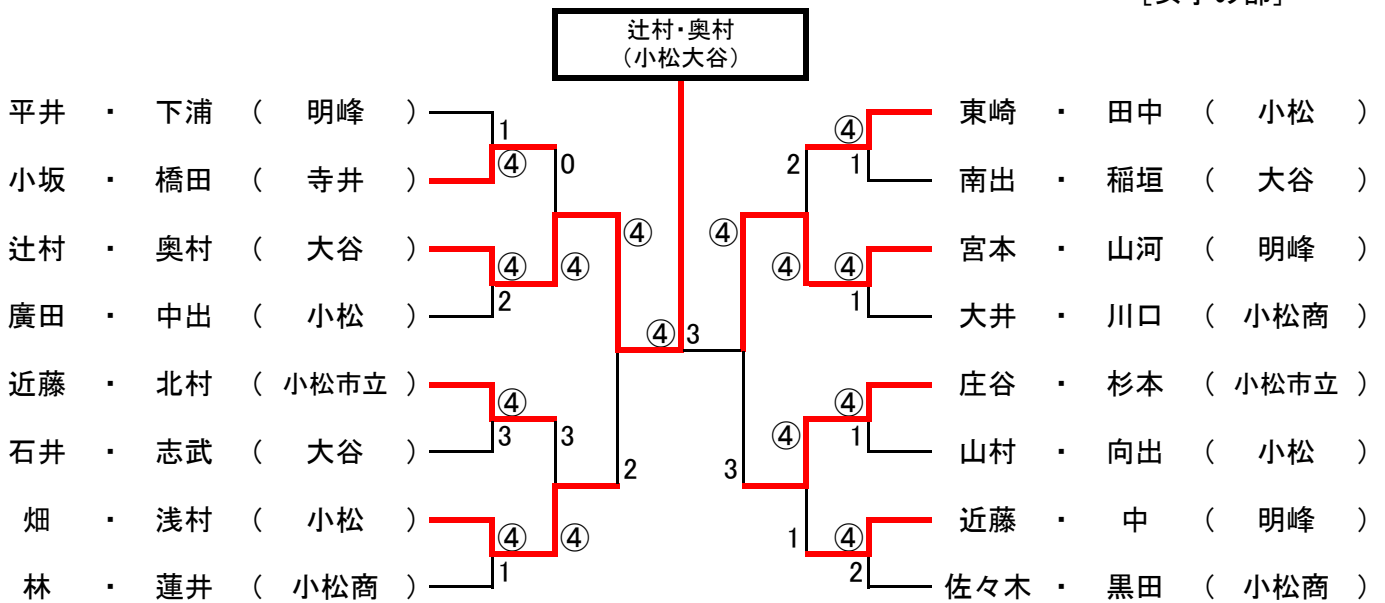 [女子の部]
辻村・奥村
（小松大谷）
平井 ・ 下浦 （ 明峰 ）
1
小坂 ・ 橋田 （ 寺井 ）
④
0
辻村 ・ 奥村 （ 大谷 ）
④
④
④
廣田 ・ 中出 （ 小松 ）
2
近藤 ・ 北村 （ 小松市立 ）
④
石井 ・ 志武 （ 大谷 ）
3
3
2
畑 ・ 浅村 （ 小松 ）
④
④
林 ・ 蓮井 （ 小松商 ）
1
④ 3
東崎 ・ 田中 （ 小松 ）
④
南出 ・ 稲垣 （ 大谷 ）
1
2
宮本 ・ 山河 （ 明峰 ）
④
④
④
大井 ・ 川口 （ 小松商 ）
1
庄谷 ・ 杉本 （ 小松市立 ）
④
山村 ・ 向出 （ 小松 ）
1
④
3
近藤 ・ 中 （ 明峰 ）
④
1
佐々木 ・ 黒田 （ 小松商 ）
2